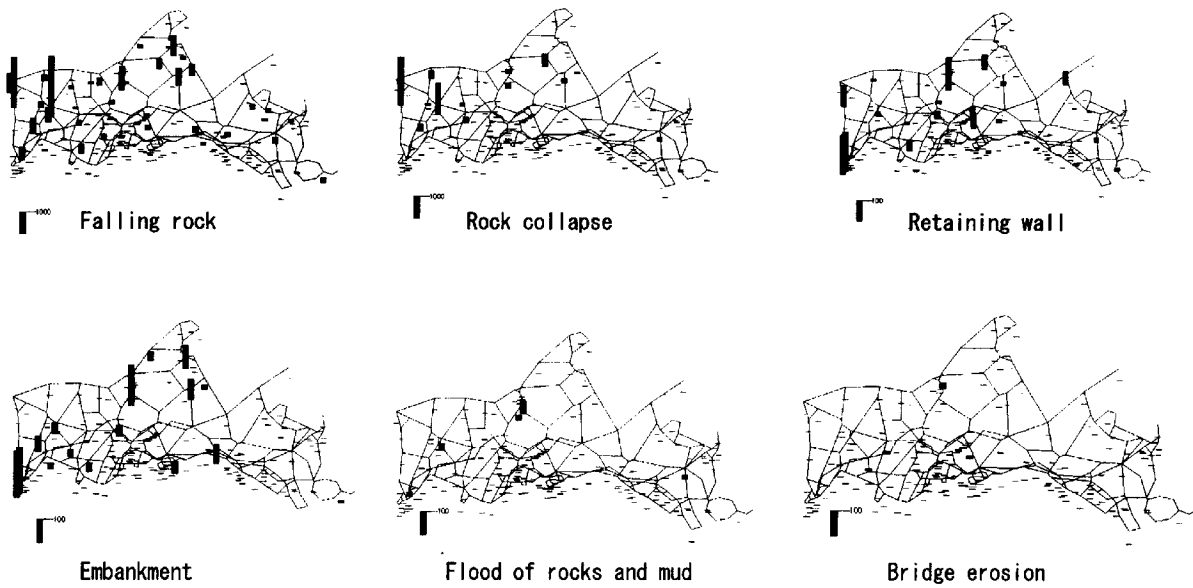 1000
Falling rock
1000
Rock collapse
100
Retaining wall
100
Embankment
100
Flood of rocks and mud
100
Bridge erosion